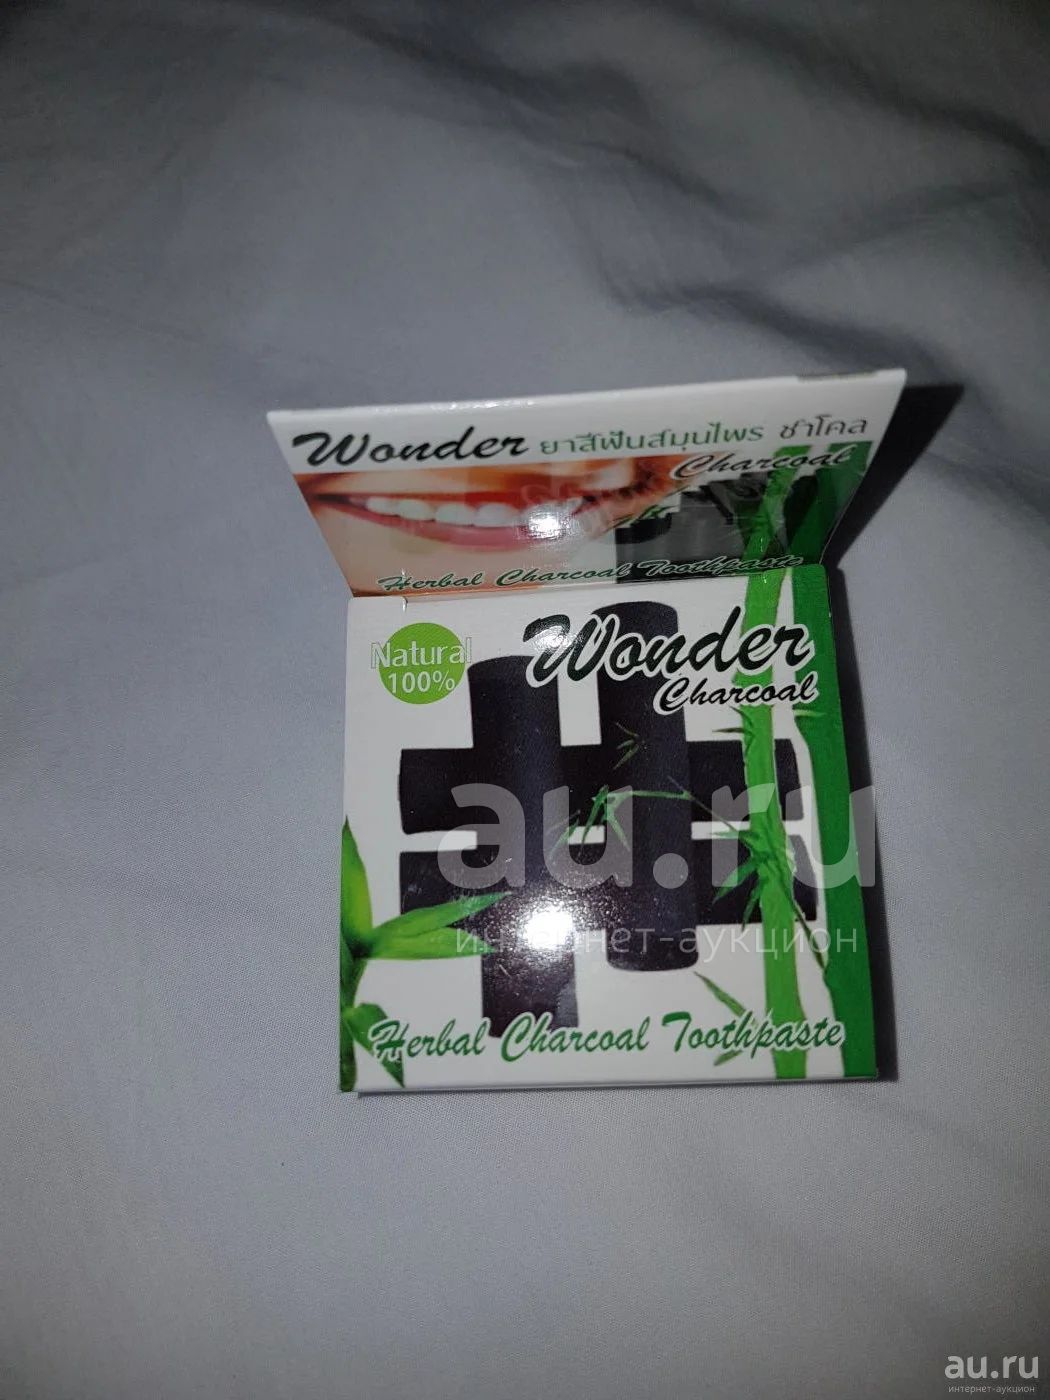 Wonder ยาสีฟันสมุนไพร ชาโคล
Charcoal
Herbal Charcoal Toothpaste
Natural
100%
Wonder
Charcoal
au.ru
интернет-аукцион
Herbal Charcoal Toothpaste
au.ru
интернет-аукцион